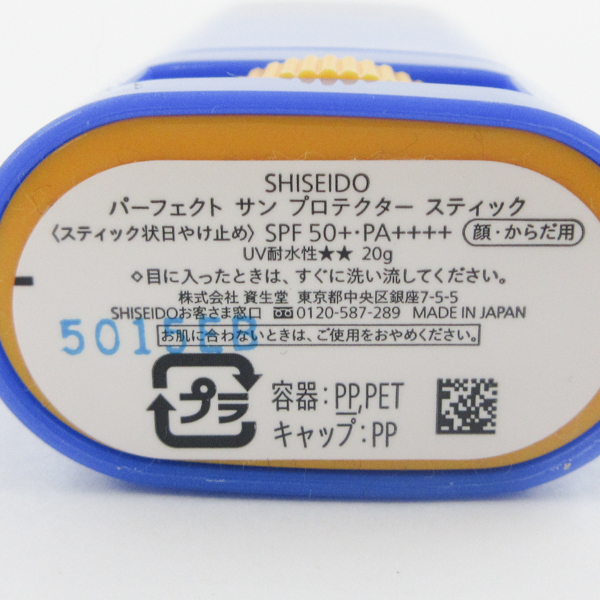 SHISEIDO
パーフェクト サン プロテクター スティック
〈スティック状日やけ止め〉 SPF 50+・PA++++ 顔・からだ用
UV耐水性★★ 20g
◇目に入ったときは、すぐに洗い流してください。
株式会社 資生堂 東京都中央区銀座7-5-5
SHISEIDOお客さま窓口 0120-587-289 MADE IN JAPAN
お肌に合わないときは、ご使用をおやめください。
5015EB
プラ
容器：PP,PET
キャップ：PP